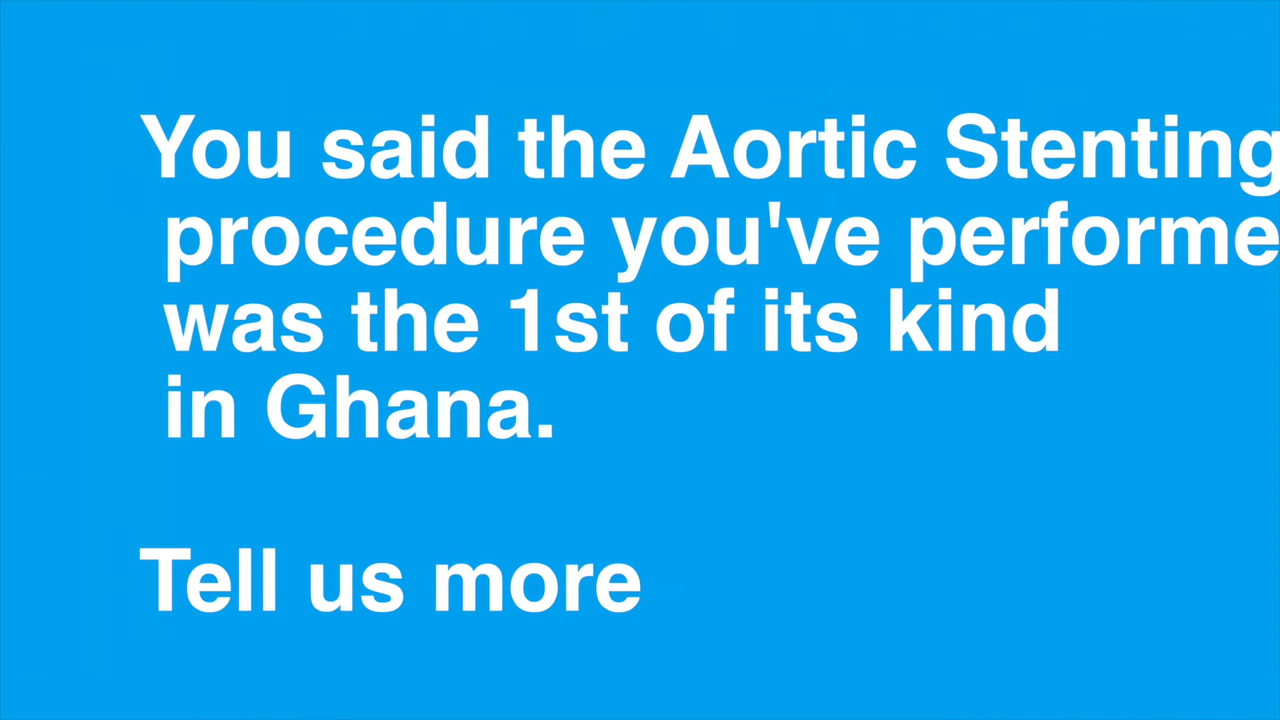 You said the Aortic Stenting
procedure you've performe
was the 1st of its kind
in Ghana.
Tell us more